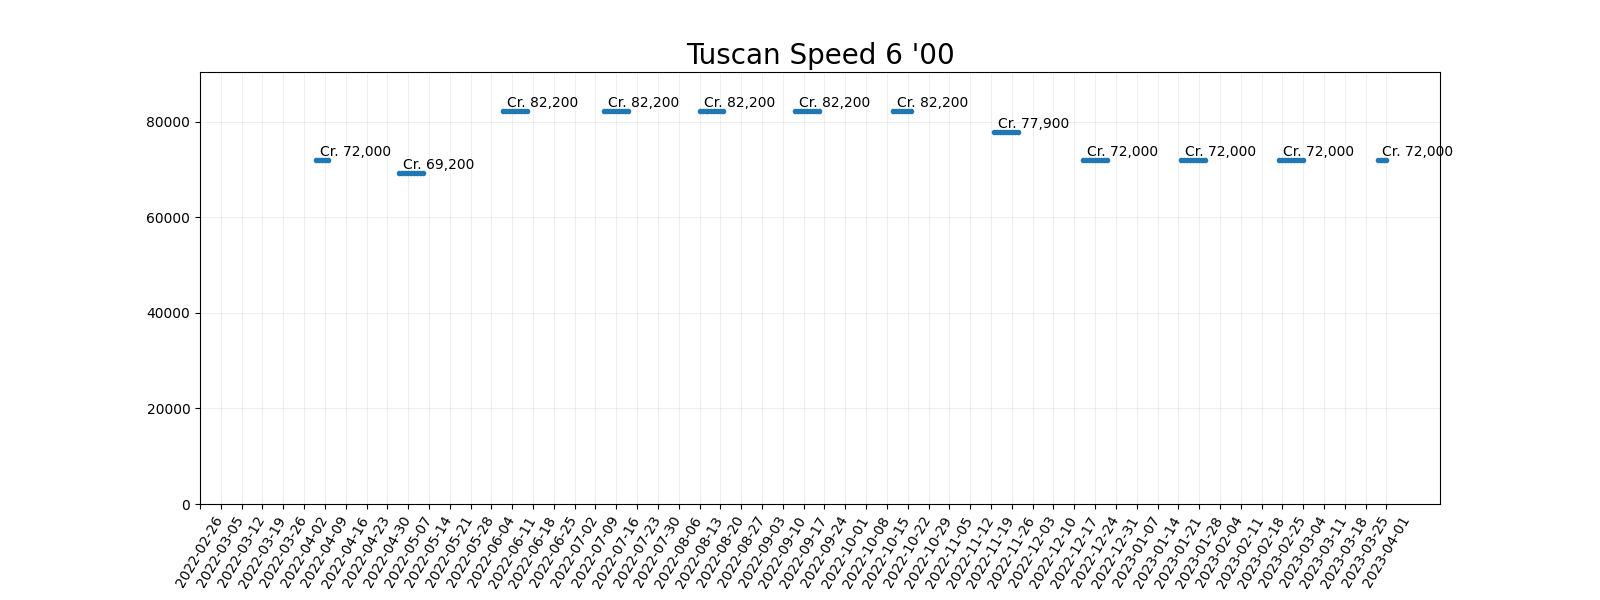 Tuscan Speed 6 '00
Cr. 82,200 Cr. 82,200 Cr. 82,200 Cr. 82,200 Cr. 82,200
80000
Cr. 77,900
Cr. 72,000 Cr. 72,000 Cr. 72,000 Cr. 72,000 Cr. 72,000
Cr. 69,200
60000
40000
20000
0
2022-02-26 2022-03-05 2022-03-12 2022-03-19 2022-03-26 2022-04-02 2022-04-09 2022-04-16 2022-04-23 2022-04-30 2022-05-07 2022-05-14 2022-05-21 2022-05-28 2022-06-04 2022-06-11 2022-06-18 2022-06-25 2022-07-02 2022-07-09 2022-07-16 2022-07-23 2022-07-30 2022-08-06 2022-08-13 2022-08-20 2022-08-27 2022-09-03 2022-09-10 2022-09-17 2022-09-24 2022-10-01 2022-10-08 2022-10-15 2022-10-22 2022-10-29 2022-11-05 2022-11-12 2022-11-19 2022-11-26 2022-12-03 2022-12-10 2022-12-17 2022-12-24 2022-12-31 2023-01-07 2023-01-14 2023-01-21 2023-01-28 2023-02-04 2023-02-11 2023-02-18 2023-02-25 2023-03-04 2023-03-11 2023-03-18 2023-03-25 2023-04-01